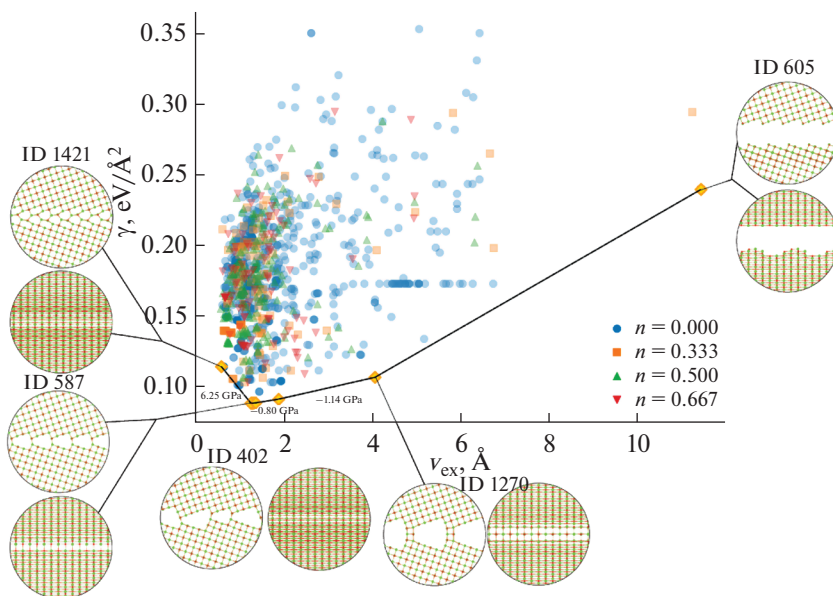 0.35
0.30
0.25
0.20
0.15
0.10
γ, eV/Å²
0
2
4
6
8
10
v_ex, Å
ID 605
ID 1421
ID 587
ID 402
ID 1270
6.25 GPa
−0.80 GPa
−1.14 GPa
n = 0.000
n = 0.333
n = 0.500
n = 0.667